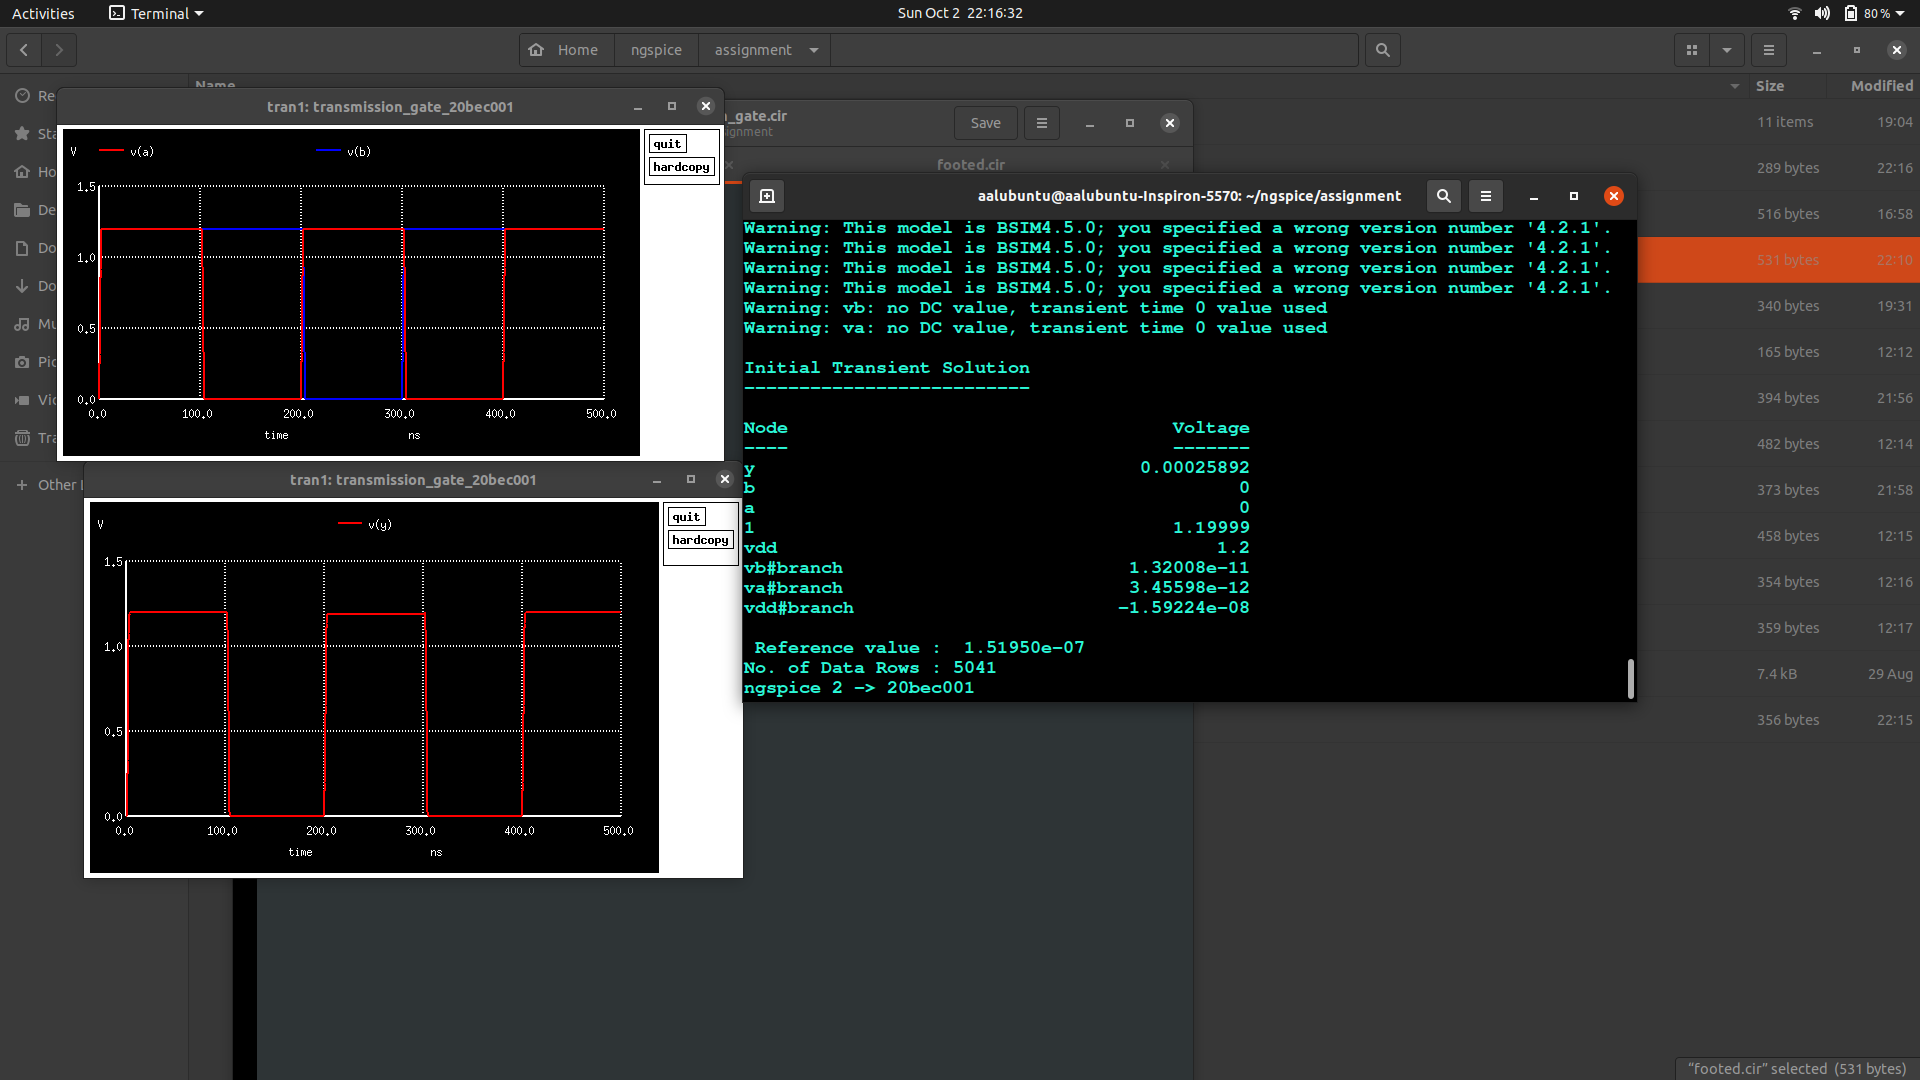 Activities
Terminal
Sun Oct 2 22:16:32
80 %
Home
ngspice
assignment
Name
Size
Modified
Re
Sta
Ho
De
Do
Do
Mu
Pic
Vic
Tra
Other
11 items 19:04
289 bytes 22:16
516 bytes 16:58
531 bytes 22:10
340 bytes 19:31
165 bytes 12:12
394 bytes 21:56
482 bytes 12:14
373 bytes 21:58
458 bytes 12:15
354 bytes 12:16
359 bytes 12:17
7.4 kB 29 Aug
356 bytes 22:15
tran1: transmission_gate_20bec001
V v(a) v(b)
quit
hardcopy
1.5
1.0
0.5
0.0
0.0 100.0 200.0 300.0 400.0 500.0
time ns
tran1: transmission_gate_20bec001
V v(y)
quit
hardcopy
1.5
1.0
0.5
0.0
0.0 100.0 200.0 300.0 400.0 500.0
time ns
_gate.cir
ignment
Save
footed.cir
aalubuntu@aalubuntu-Inspiron-5570: ~/ngspice/assignment
Warning: This model is BSIM4.5.0; you specified a wrong version number '4.2.1'.
Warning: This model is BSIM4.5.0; you specified a wrong version number '4.2.1'.
Warning: This model is BSIM4.5.0; you specified a wrong version number '4.2.1'.
Warning: This model is BSIM4.5.0; you specified a wrong version number '4.2.1'.
Warning: vb: no DC value, transient time 0 value used
Warning: va: no DC value, transient time 0 value used
Initial Transient Solution
--------------------------
Node Voltage
---- -------
y 0.00025892
b 0
a 0
1 1.19999
vdd 1.2
vb#branch 1.32008e-11
va#branch 3.45598e-12
vdd#branch -1.59224e-08
Reference value : 1.51950e-07
No. of Data Rows : 5041
ngspice 2 -> 20bec001
"footed.cir" selected (531 bytes)